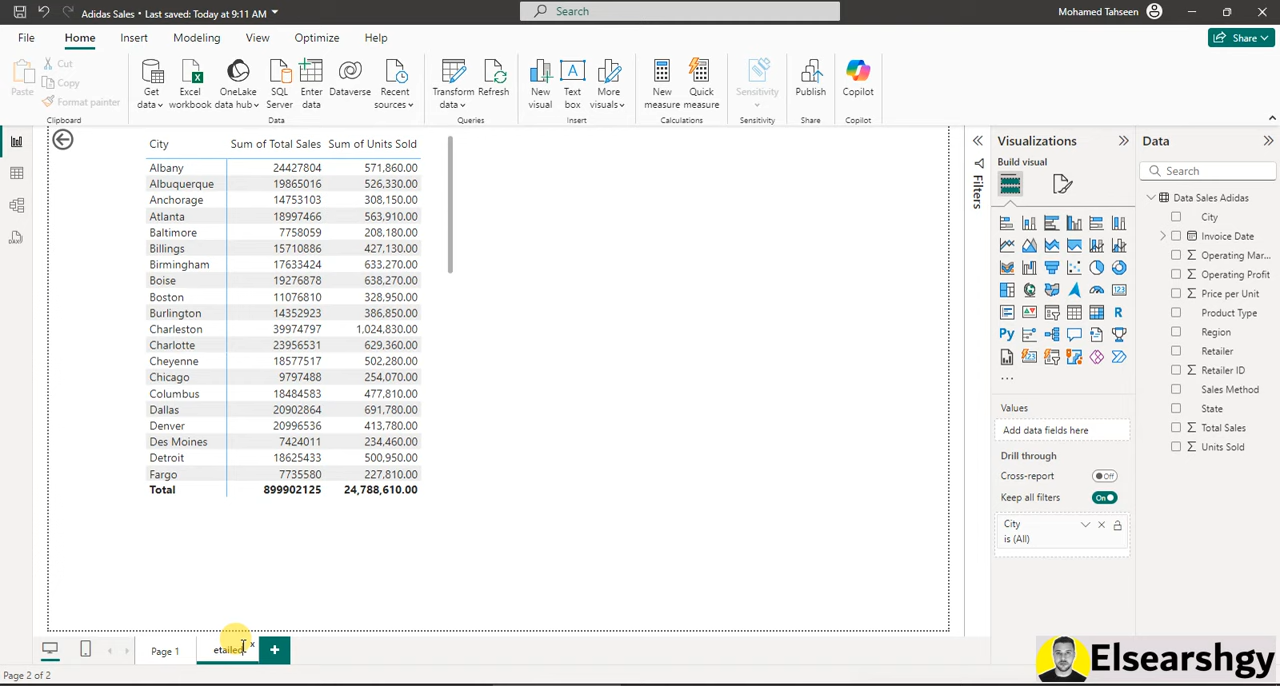 Adidas Sales • Last saved: Today at 9:11 AM
Search
Mohamed Tahseen
File Home Insert Modeling View Optimize Help
Share
Paste
Cut
Copy
Format painter
Clipboard
Get data
Excel workbook
OneLake data hub
SQL Server
Enter data
Dataverse
Recent sources
Data
Transform data
Refresh
Queries
New visual
Text box
More visuals
Insert
New measure
Quick measure
Calculations
Sensitivity
Sensitivity
Publish
Share
Copilot
Copilot
City Sum of Total Sales Sum of Units Sold
Albany 24427804 571,860.00
Albuquerque 19865016 526,330.00
Anchorage 14753103 308,150.00
Atlanta 18997466 563,910.00
Baltimore 7758059 208,180.00
Billings 15710886 427,130.00
Birmingham 17633424 633,270.00
Boise 19276878 638,270.00
Boston 11076810 328,950.00
Burlington 14352923 386,850.00
Charleston 39974797 1,024,830.00
Charlotte 23956531 629,360.00
Cheyenne 18577517 502,280.00
Chicago 9797488 254,070.00
Columbus 18484583 477,810.00
Dallas 20902864 691,780.00
Denver 20996536 413,780.00
Des Moines 7424011 234,460.00
Detroit 18625433 500,950.00
Fargo 7735580 227,810.00
Total 899902125 24,788,610.00
Filters
Visualizations
Build visual
Py
R
123
...
Values
Add data fields here
Drill through
Cross-report Off
Keep all filters On
City
is (All)
Data
Search
Data Sales Adidas
City
Invoice Date
Operating Mar...
Operating Profit
Price per Unit
Product Type
Region
Retailer
Retailer ID
Sales Method
State
Total Sales
Units Sold
Page 1
etailed
Page 2 of 2
Elsearshgy